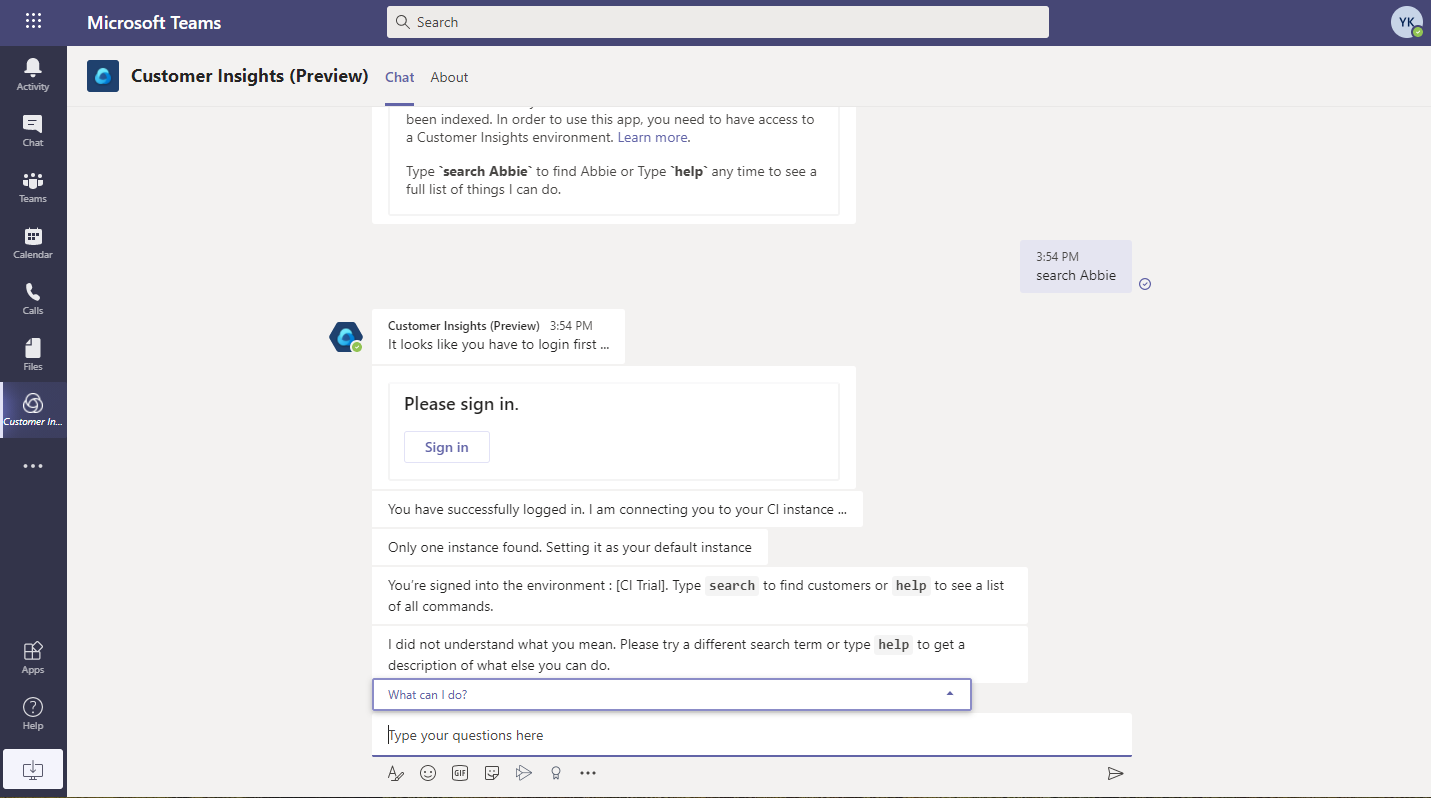 Microsoft Teams
Search
YK
Activity
Chat
Teams
Calendar
Calls
Files
Customer In...
Apps
Help
Customer Insights (Preview)
Chat
About
been indexed. In order to use this app, you need to have access to
a Customer Insights environment. Learn more.
Type `search Abbie` to find Abbie or Type `help` any time to see a
full list of things I can do.
3:54 PM
search Abbie
Customer Insights (Preview) 3:54 PM
It looks like you have to login first ...
Please sign in.
Sign in
You have successfully logged in. I am connecting you to your CI instance ...
Only one instance found. Setting it as your default instance
You're signed into the environment : [CI Trial]. Type search to find customers or help to see a list
of all commands.
I did not understand what you mean. Please try a different search term or type help to get a
description of what else you can do.
What can I do?
Type your questions here
GIF